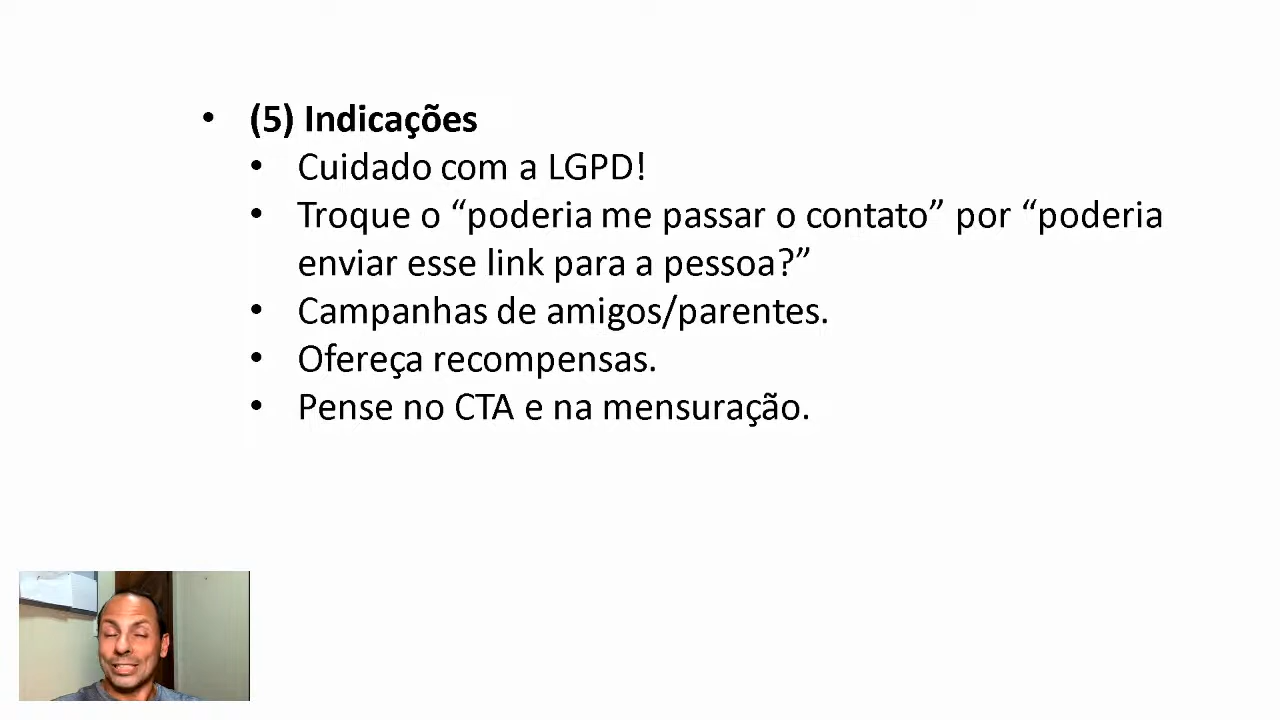 • (5) Indicações
• Cuidado com a LGPD!
• Troque o “poderia me passar o contato” por “poderia
enviar esse link para a pessoa?”
• Campanhas de amigos/parentes.
• Ofereça recompensas.
• Pense no CTA e na mensuração.